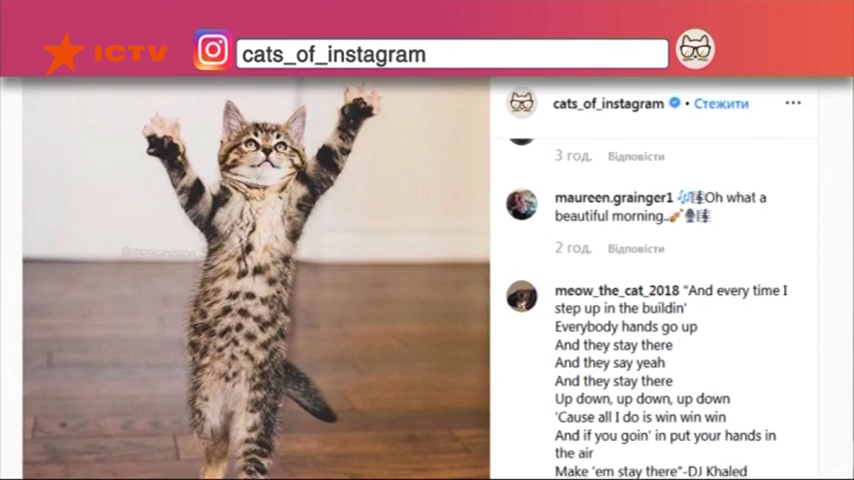 ICTV
cats_of_instagram
cats_of_instagram • Стежити •••
3 год. Відповісти
maureen.grainger1 🎶🎼Oh what a
beautiful morning..🎻🎙🎼
2 год. Відповісти
meow_the_cat_2018 "And every time I
step up in the buildin'
Everybody hands go up
And they stay there
And they say yeah
And they stay there
Up down, up down, up down
'Cause all I do is win win win
And if you goin' in put your hands in
the air
Make 'em stay there"-DJ Khaled